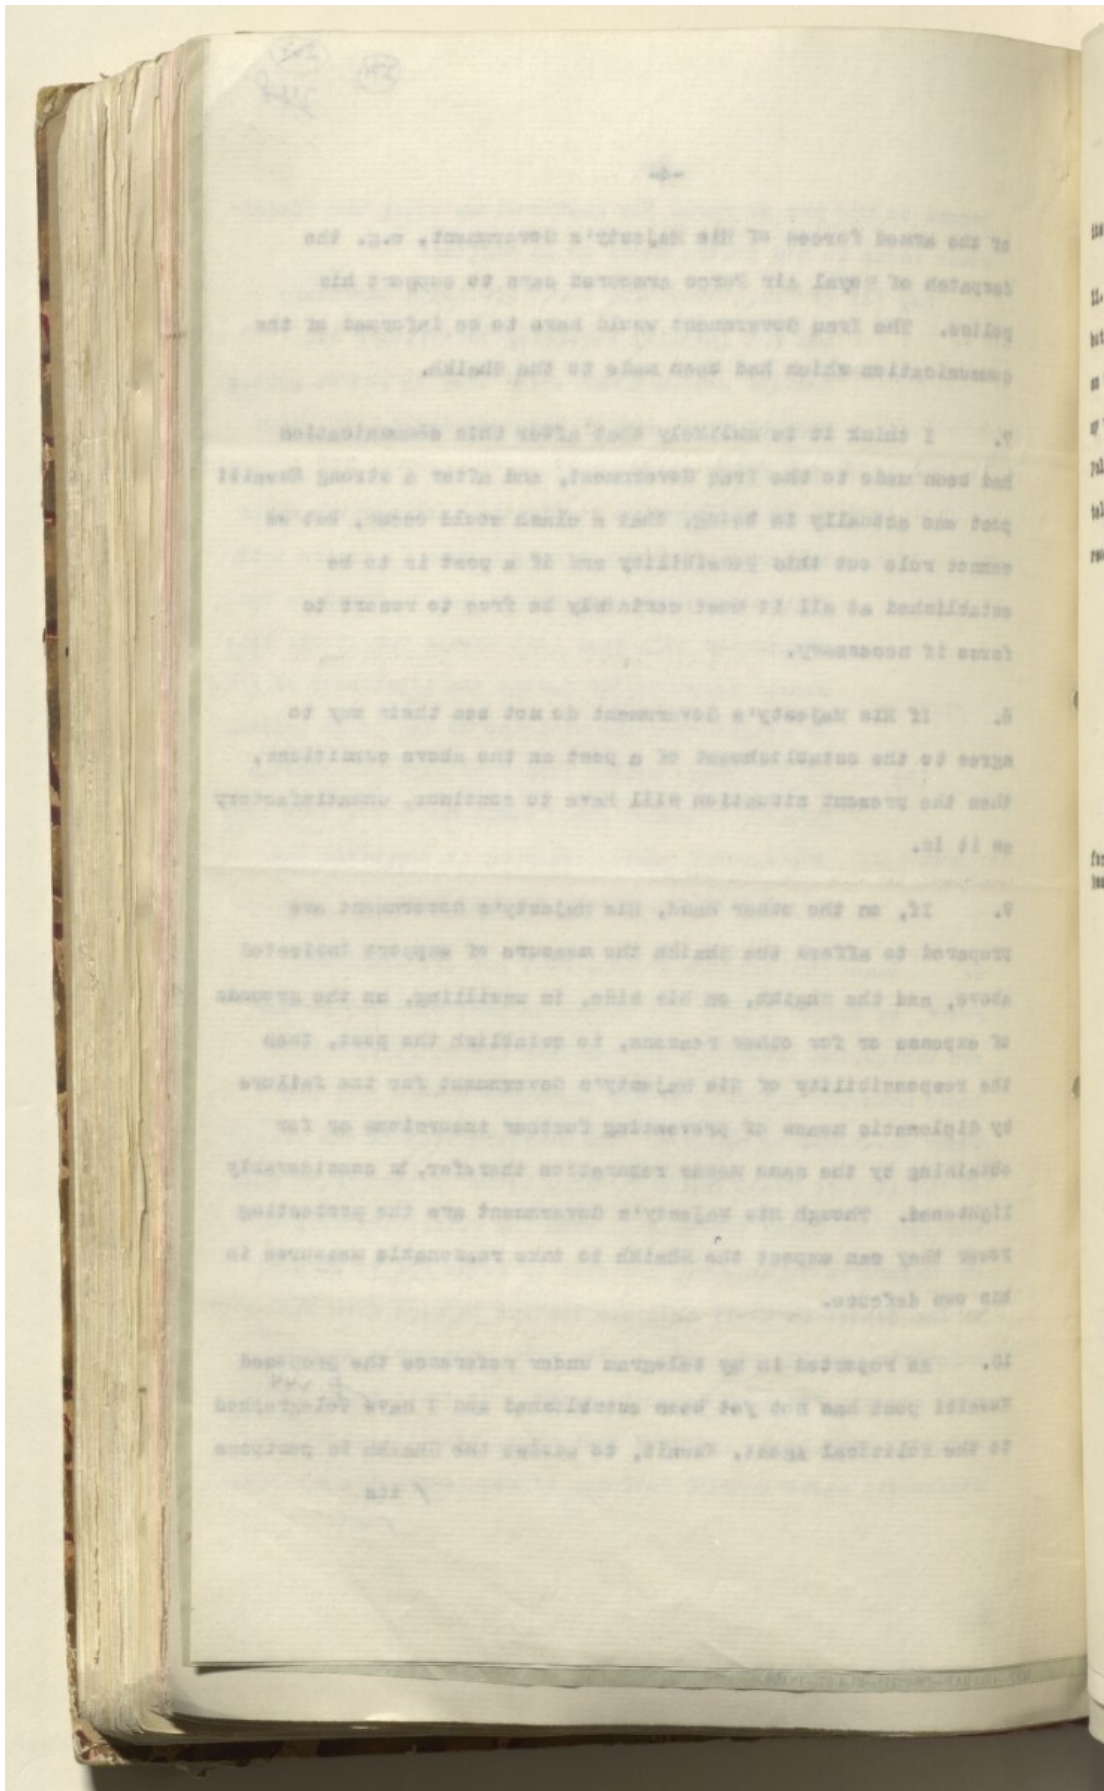 -4-
of the armed forces of His Majesty's Government, e.g. the
despatch of Royal Air Force armoured cars to support his
police. The Iraq Government would have to be informed of the
communication which had been made to the Shaikh.
7. I think it is unlikely that after this communication
had been made to the Iraq Government, and after a strong Kuwaiti
post was actually in being, that a clash would occur, but we
cannot rule out this possibility and if a post is to be
established at all it must certainly be free to resort to
force if necessary.
8. If His Majesty's Government do not see their way to
agree to the establishment of a post on the above conditions,
then the present situation will have to continue, unsatisfactory
as it is.
9. If, on the other hand, His Majesty's Government are
prepared to afford the Shaikh the measure of support indicated
above, and the Shaikh, on his side, is unwilling, on the grounds
of expense or for other reasons, to establish the post, then
the responsibility of His Majesty's Government for the failure
by diplomatic means of preventing further incursions or for
obtaining by the same means reparation therefor, is considerably
lightened. Though His Majesty's Government are the protecting
Power they can expect the Shaikh to take reasonable measures in
his own defence.
10. As reported in my telegram under reference the proposed
Kuwaiti post has not yet been established and I have telegraphed
to the Political Agent, Kuwait, to advise the Shaikh to postpone
/ its